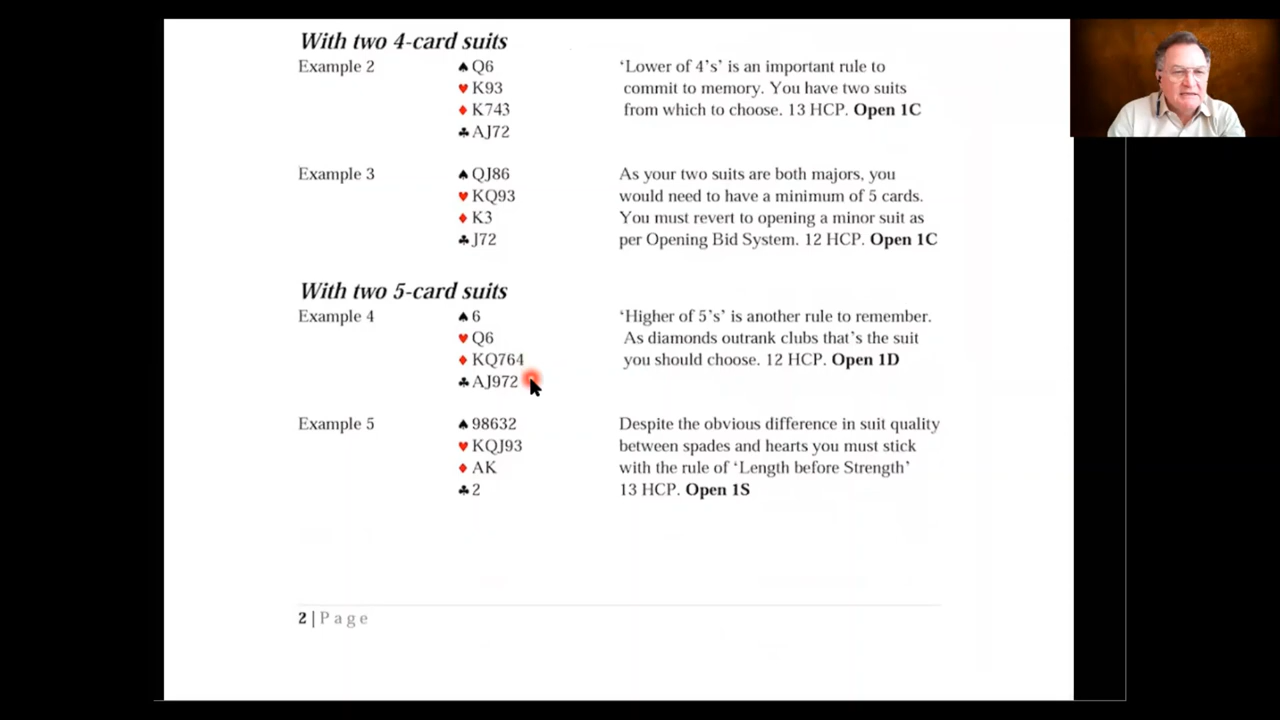 With two 4-card suits
Example 2 ♠ Q6 ‘Lower of 4’s’ is an important rule to
♥ K93 commit to memory. You have two suits
♦ K743 from which to choose. 13 HCP. Open 1C
♣ AJ72
Example 3 ♠ QJ86 As your two suits are both majors, you
♥ KQ93 would need to have a minimum of 5 cards.
♦ K3 You must revert to opening a minor suit as
♣ J72 per Opening Bid System. 12 HCP. Open 1C
With two 5-card suits
Example 4 ♠ 6 ‘Higher of 5’s’ is another rule to remember.
♥ Q6 As diamonds outrank clubs that’s the suit
♦ KQ764 you should choose. 12 HCP. Open 1D
♣ AJ972
Example 5 ♠ 98632 Despite the obvious difference in suit quality
♥ KQJ93 between spades and hearts you must stick
♦ AK with the rule of ‘Length before Strength’
♣ 2 13 HCP. Open 1S
2 | Page